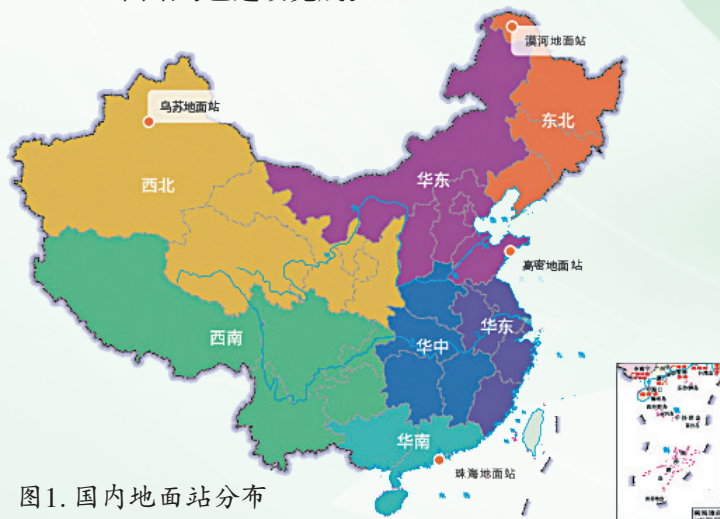 漠河地面站
乌苏地面站
东北
西北
华东
高密地面站
西南
华中
华东
华南
珠海地面站
图1.国内地面站分布